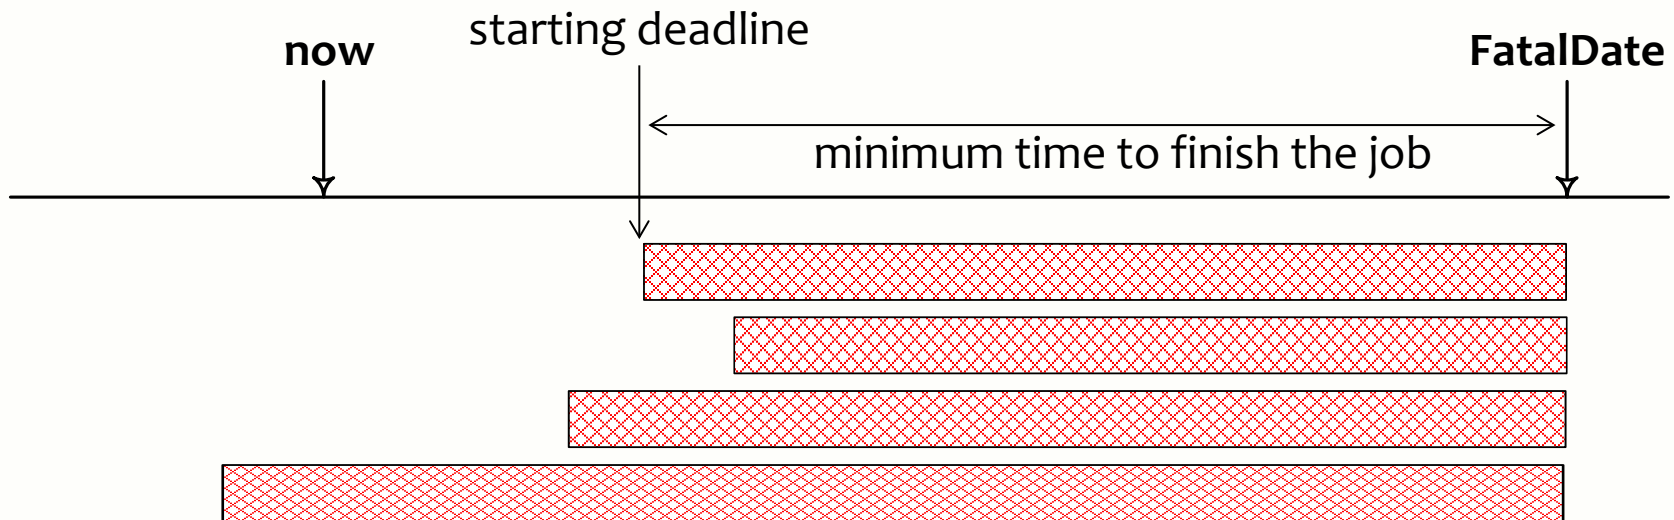 starting deadline
now
FatalDate
minimum time to finish the job